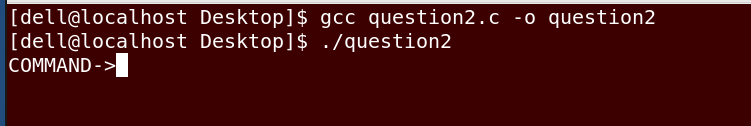 [dell@localhost Desktop]$ gcc question2.c -o question2
[dell@localhost Desktop]$ ./question2
COMMAND->